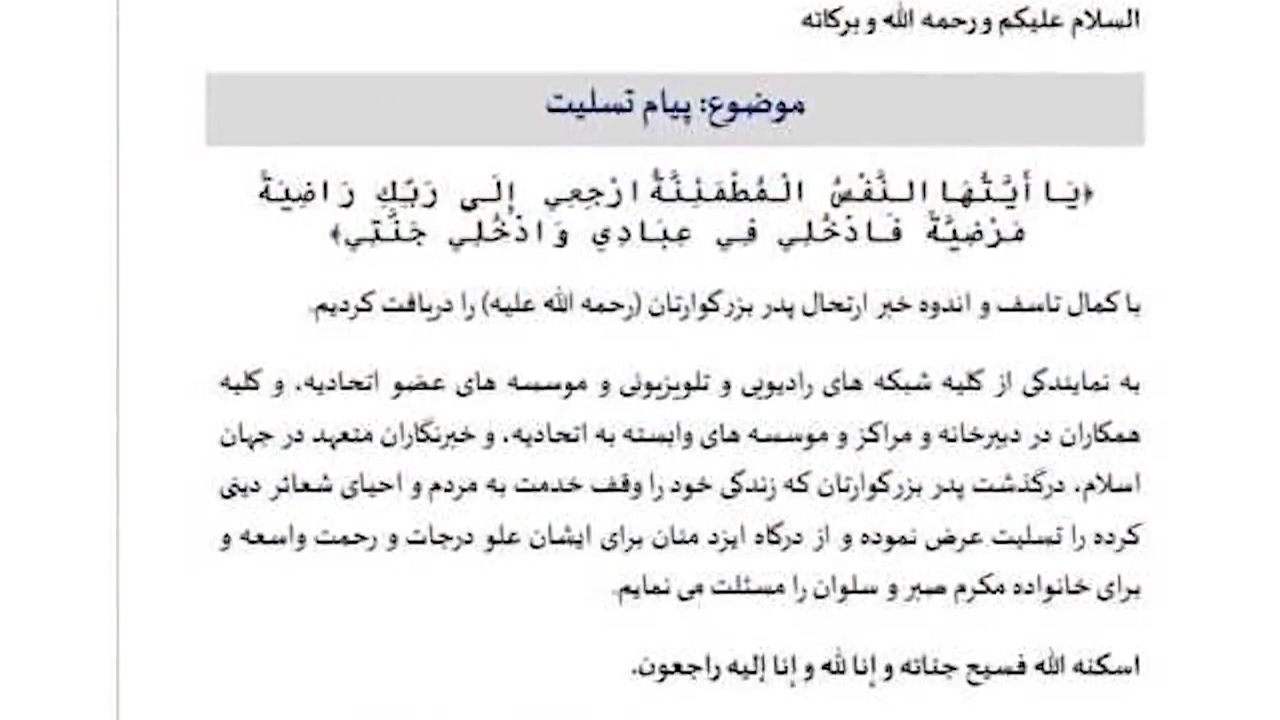 السلام علیکم و رحمه الله و برکاته
موضوع: پیام تسلیت
﴿يَا أَيَّتُهَا النَّفْسُ الْمُطْمَئِنَّةُ ارْجِعِي إِلَى رَبِّكِ رَاضِيَةً
مَرْضِيَّةً فَادْخُلِي فِي عِبَادِي وَادْخُلِي جَنَّتِي﴾
با کمال تاسف و اندوه خبر ارتحال پدر بزرگوارتان (رحمه الله علیه) را دریافت کردیم.
به نمایندگی از کلیه شبکه های رادیویی و تلویزیونی و موسسه های عضو اتحادیه، و کلیه
همکاران در دبیرخانه و مراکز و موسسه های وابسته به اتحادیه، و خبرنگاران متعهد در جهان
اسلام، درگذشت پدر بزرگوارتان که زندگی خود را وقف خدمت به مردم و احیای شعائر دینی
کرده را تسلیت عرض نموده و از درگاه ایزد منان برای ایشان علو درجات و رحمت واسعه و
برای خانواده مکرم صبر و سلوان را مسئلت می نمایم.
اسکنه الله فسیح جناته و إنا لله و إنا إلیه راجعون.